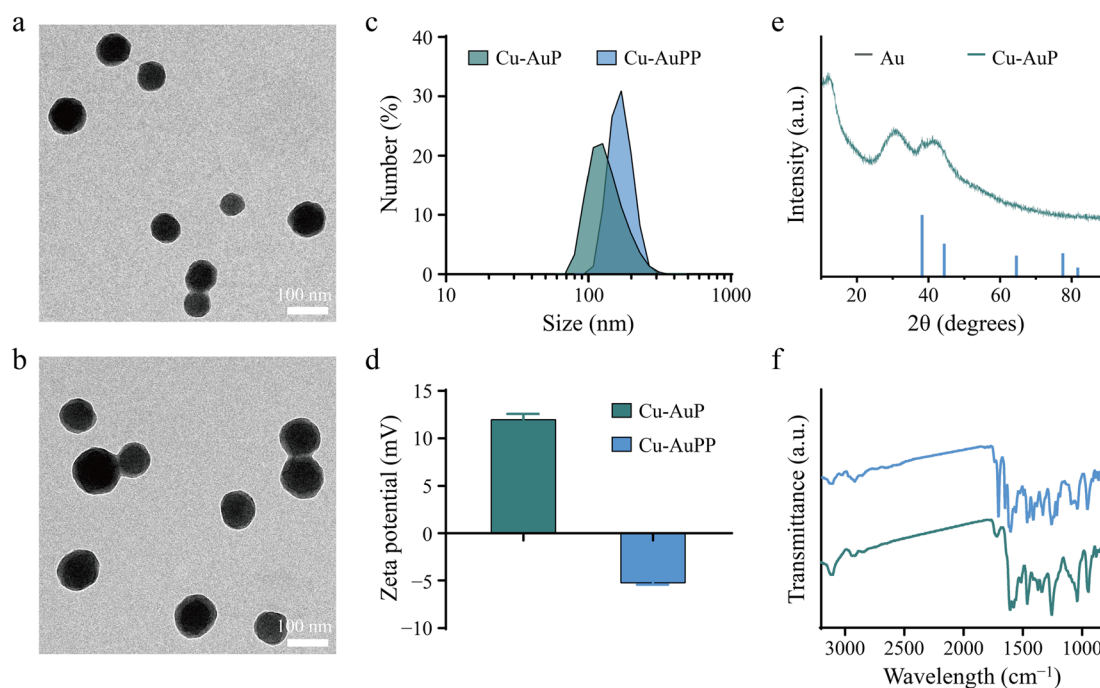 a
100 nm
b
100 nm
c
40
30
20
10
0
Number (%)
Cu-AuP
Cu-AuPP
10
100
1000
Size (nm)
d
15
10
5
0
−5
−10
Zeta potential (mV)
Cu-AuP
Cu-AuPP
e
Au
Cu-AuP
Intensity (a.u.)
20
40
60
80
2θ (degrees)
f
Transmittance (a.u.)
3000
2500
2000
1500
1000
Wavelength (cm⁻¹)